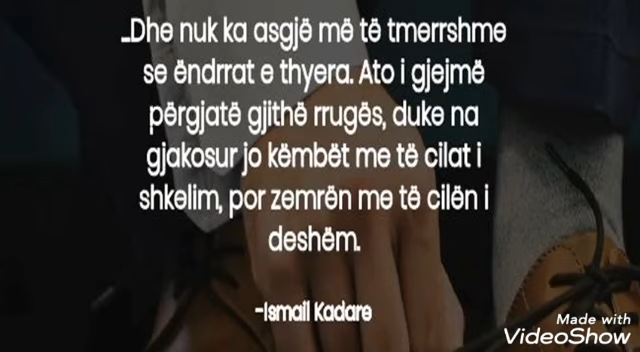 ...Dhe nuk ka asgjë më të tmerrshme
se ëndrrat e thyera. Ato i gjejmë
përgjatë gjithë rrugës, duke na
gjakosur jo këmbët me të cilat i
shkelim, por zemrën me të cilën i
deshëm.
-Ismail Kadare
Made with
VideoShow